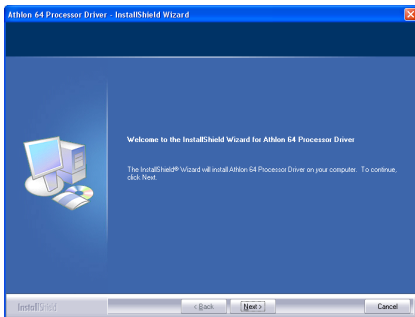 Athlon 64 Processor Driver - InstallShield Wizard
Welcome to the InstallShield Wizard for Athlon 64 Processor Driver
The InstallShield® Wizard will install Athlon 64 Processor Driver on your computer. To continue,
click Next.
InstallShield
< Back Next > Cancel